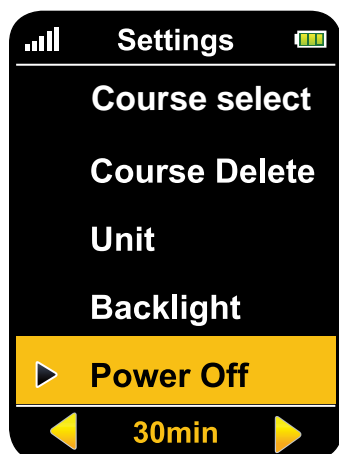 Settings
Course select
Course Delete
Unit
Backlight
Power Off
30min